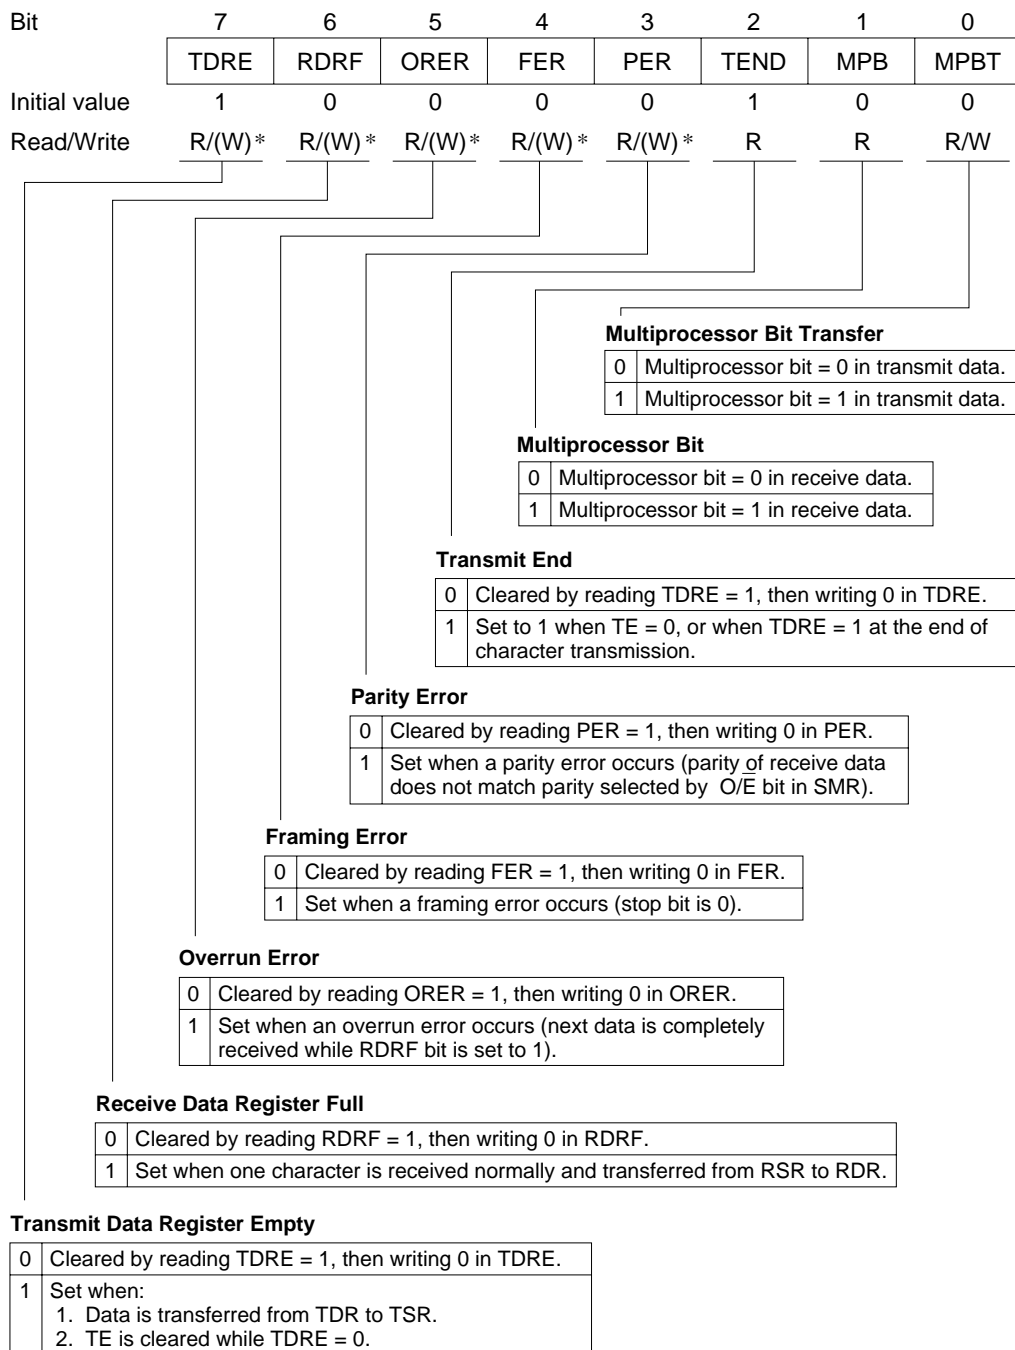 Bit 7 6 5 4 3 2 1 0
TDRE RDRF ORER FER PER TEND MPB MPBT
Initial value 1 0 0 0 0 1 0 0
Read/Write R/(W)* R/(W)* R/(W)* R/(W)* R/(W)* R R R/W
Multiprocessor Bit Transfer
0 Multiprocessor bit = 0 in transmit data.
1 Multiprocessor bit = 1 in transmit data.
Multiprocessor Bit
0 Multiprocessor bit = 0 in receive data.
1 Multiprocessor bit = 1 in receive data.
Transmit End
0 Cleared by reading TDRE = 1, then writing 0 in TDRE.
1 Set to 1 when TE = 0, or when TDRE = 1 at the end of
character transmission.
Parity Error
0 Cleared by reading PER = 1, then writing 0 in PER.
1 Set when a parity error occurs (parity of receive data
does not match parity selected by O/E̅ bit in SMR).
Framing Error
0 Cleared by reading FER = 1, then writing 0 in FER.
1 Set when a framing error occurs (stop bit is 0).
Overrun Error
0 Cleared by reading ORER = 1, then writing 0 in ORER.
1 Set when an overrun error occurs (next data is completely
received while RDRF bit is set to 1).
Receive Data Register Full
0 Cleared by reading RDRF = 1, then writing 0 in RDRF.
1 Set when one character is received normally and transferred from RSR to RDR.
Transmit Data Register Empty
0 Cleared by reading TDRE = 1, then writing 0 in TDRE.
1 Set when:
1. Data is transferred from TDR to TSR.
2. TE is cleared while TDRE = 0.